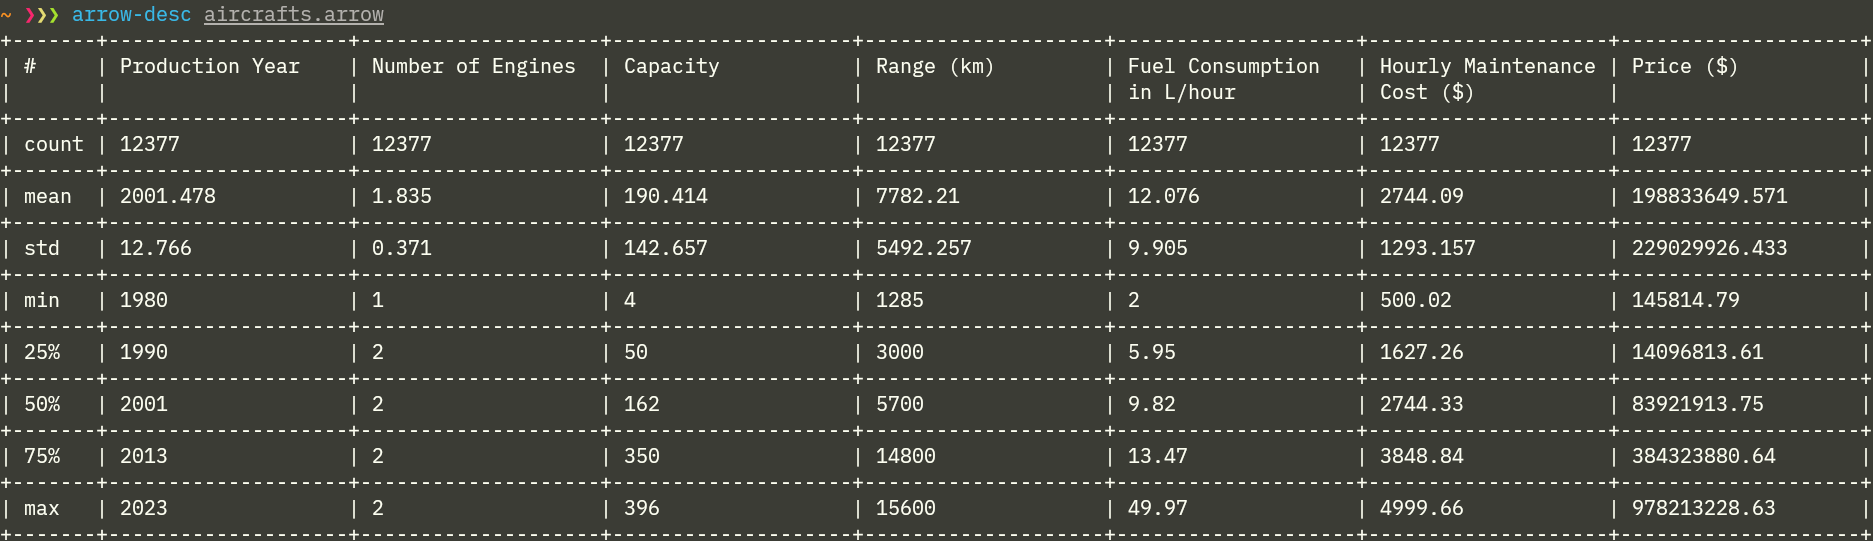 ~ ❯❯❯ arrow-desc aircrafts.arrow
+-------+--------------------+--------------------+--------------------+--------------------+--------------------+--------------------+--------------------+
| #     | Production Year    | Number of Engines  | Capacity           | Range (km)         | Fuel Consumption   | Hourly Maintenance | Price ($)          |
|       |                    |                    |                    |                    | in L/hour          | Cost ($)           |                    |
+-------+--------------------+--------------------+--------------------+--------------------+--------------------+--------------------+--------------------+
| count | 12377              | 12377              | 12377              | 12377              | 12377              | 12377              | 12377              |
+-------+--------------------+--------------------+--------------------+--------------------+--------------------+--------------------+--------------------+
| mean  | 2001.478           | 1.835              | 190.414            | 7782.21            | 12.076             | 2744.09            | 198833649.571      |
+-------+--------------------+--------------------+--------------------+--------------------+--------------------+--------------------+--------------------+
| std   | 12.766             | 0.371              | 142.657            | 5492.257           | 9.905              | 1293.157           | 229029926.433      |
+-------+--------------------+--------------------+--------------------+--------------------+--------------------+--------------------+--------------------+
| min   | 1980               | 1                  | 4                  | 1285               | 2                  | 500.02             | 145814.79          |
+-------+--------------------+--------------------+--------------------+--------------------+--------------------+--------------------+--------------------+
| 25%   | 1990               | 2                  | 50                 | 3000               | 5.95               | 1627.26            | 14096813.61        |
+-------+--------------------+--------------------+--------------------+--------------------+--------------------+--------------------+--------------------+
| 50%   | 2001               | 2                  | 162                | 5700               | 9.82               | 2744.33            | 83921913.75        |
+-------+--------------------+--------------------+--------------------+--------------------+--------------------+--------------------+--------------------+
| 75%   | 2013               | 2                  | 350                | 14800              | 13.47              | 3848.84            | 384323880.64       |
+-------+--------------------+--------------------+--------------------+--------------------+--------------------+--------------------+--------------------+
| max   | 2023               | 2                  | 396                | 15600              | 49.97              | 4999.66            | 978213228.63       |
+-------+--------------------+--------------------+--------------------+--------------------+--------------------+--------------------+--------------------+